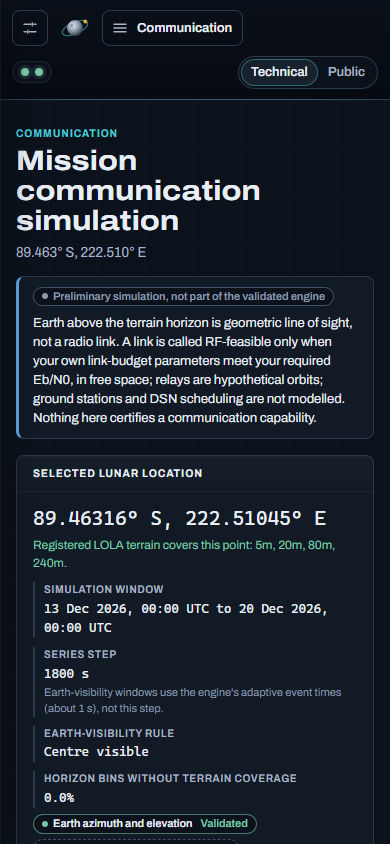 Communication
Technical Public
COMMUNICATION
Mission
communication
simulation
89.463° S, 222.510° E
Preliminary simulation, not part of the validated engine
Earth above the terrain horizon is geometric line of sight,
not a radio link. A link is called RF-feasible only when
your own link-budget parameters meet your required
Eb/N0, in free space; relays are hypothetical orbits;
ground stations and DSN scheduling are not modelled.
Nothing here certifies a communication capability.
SELECTED LUNAR LOCATION
89.46316° S, 222.51045° E
Registered LOLA terrain covers this point: 5m, 20m, 80m,
240m.
SIMULATION WINDOW
13 Dec 2026, 00:00 UTC to 20 Dec 2026,
00:00 UTC
SERIES STEP
1800 s
Earth-visibility windows use the engine's adaptive event times
(about 1 s), not this step.
EARTH-VISIBILITY RULE
Centre visible
HORIZON BINS WITHOUT TERRAIN COVERAGE
0.0%
Earth azimuth and elevation Validated